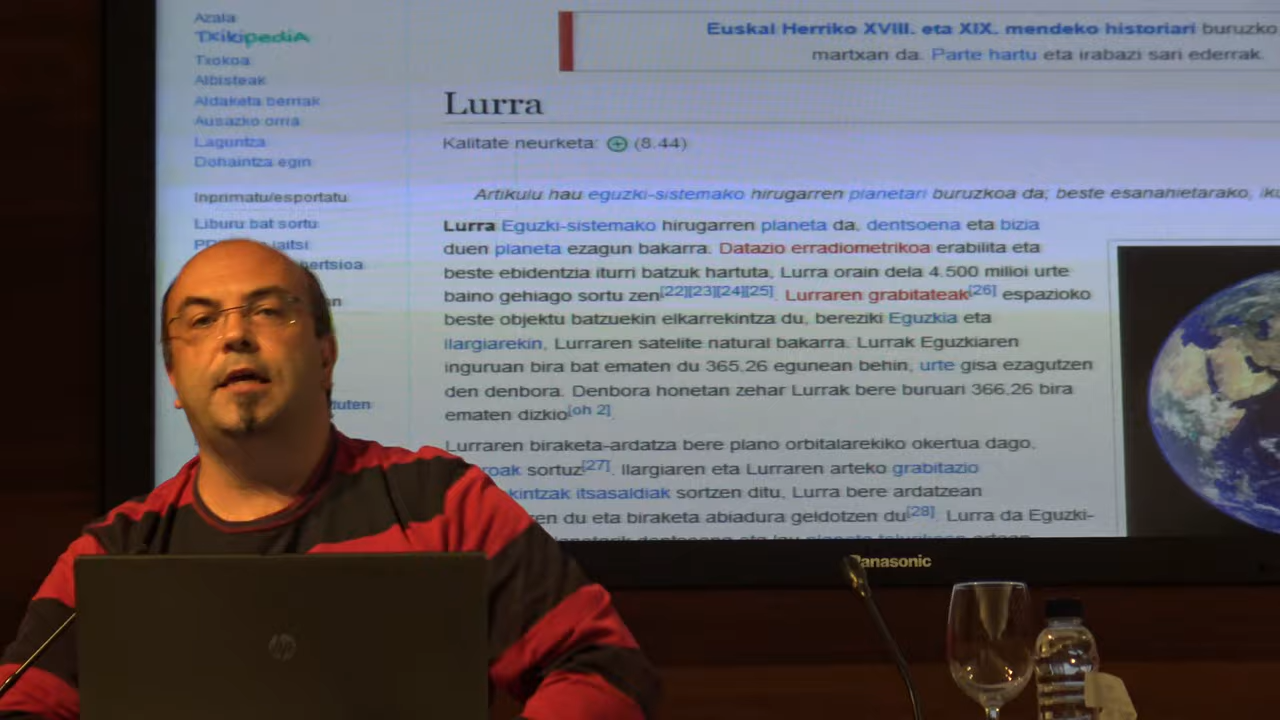 Azala
Txikipedia
Txokoa
Albisteak
Aldaketa berriak
Ausazko orria
Laguntza
Dohaintza egin
Inprimatu/esportatu
Liburu bat sortu
jaitsi
Euskal Herriko XVIII. eta XIX. mendeko historiari buruzko
martxan da. Parte hartu eta irabazi sari ederrak.
Lurra
Kalitate neurketa: (8.44)
Artikulu hau eguzki-sistemako hirugarren planetari buruzkoa da; beste esanahietarako,
Lurra Eguzki-sistemako hirugarren planeta da, dentsoena eta bizia
duen planeta ezagun bakarra. Datazio erradiometrikoa erabilita eta
beste ebidentzia iturri batzuk hartuta, Lurra orain dela 4.500 milioi urte
baino gehiago sortu zen[22][23][24][25]. Lurraren grabitateak[26] espazioko
beste objektu batzuekin elkarrekintza du, bereziki Eguzkia eta
ilargiarekin, Lurraren satelite natural bakarra. Lurrak Eguzkiaren
inguruan bira bat ematen du 365,26 egunean behin, urte gisa ezagutzen
den denbora. Denbora honetan zehar Lurrak bere buruari 366,26 bira
ematen dizkio[oh 2].
Lurraren biraketa-ardatza bere plano orbitalarekiko okertua dago,
roak sortuz[27]. Ilargiaren eta Lurraren arteko grabitazio
kintzak itsasaldiak sortzen ditu, Lurra bere ardatzean
ten du eta biraketa abiadura geldotzen du[28]. Lurra da Eguzki-
Panasonic
hp